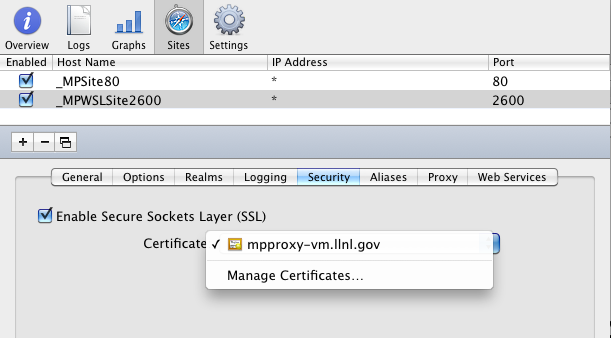 Overview Logs Graphs Sites Settings
Enabled Host Name IP Address Port
_MPSite80 * 80
_MPWSLSite2600 * 2600
General Options Realms Logging Security Aliases Proxy Web Services
Enable Secure Sockets Layer (SSL)
Certificate ✓ mpproxy-vm.llnl.gov
Manage Certificates...